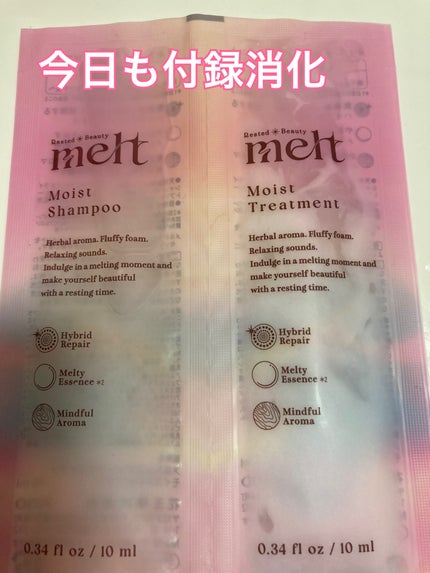 今日も付録消化
Rested Beauty
melt
Moist
Shampoo
Herbal aroma. Fluffy foam.
Relaxing sounds.
Indulge in a melting moment and
make yourself beautiful
with a resting time.
Hybrid
Repair
Melty
Essence *2
Mindful
Aroma
0.34 fl oz / 10 ml
Rested Beauty
melt
Moist
Treatment
Herbal aroma. Fluffy foam.
Relaxing sounds.
Indulge in a melting moment and
make yourself beautiful
with a resting time.
Hybrid
Repair
Melty
Essence *2
Mindful
Aroma
0.34 fl oz / 10 ml